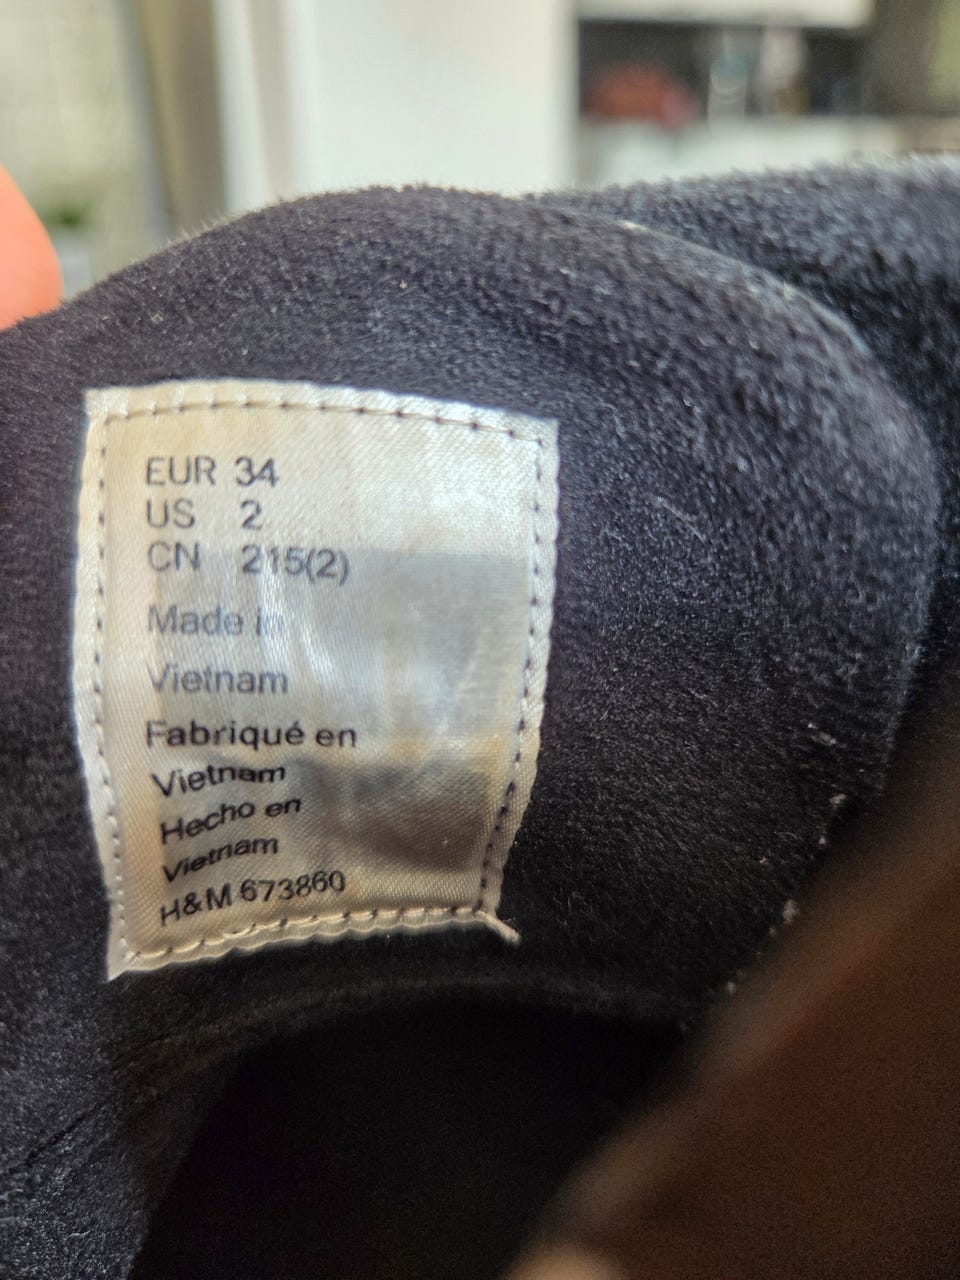 EUR 34
US 2
CN 215(2)
Made in
Vietnam
Fabriqué en
Vietnam
Hecho en
Vietnam
H&M 673860